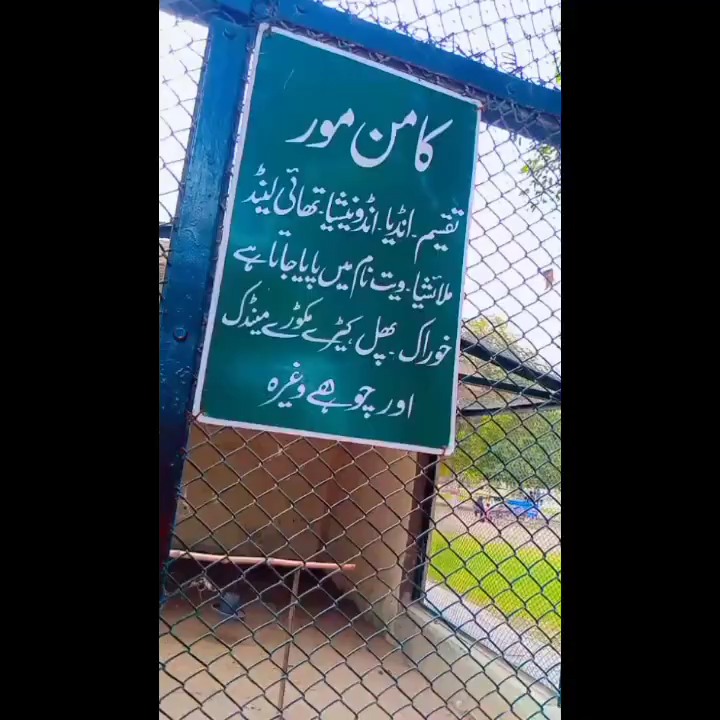 کامن مور
تقسیم ۔ انڈیا ۔ انڈونیشیا ۔ تھائی لینڈ
ملائشیا ۔ ویت نام میں پایا جاتا ہے
خوراک ۔ پھل کیڑے مکوڑے مینڈک
اور چوہے وغیرہ